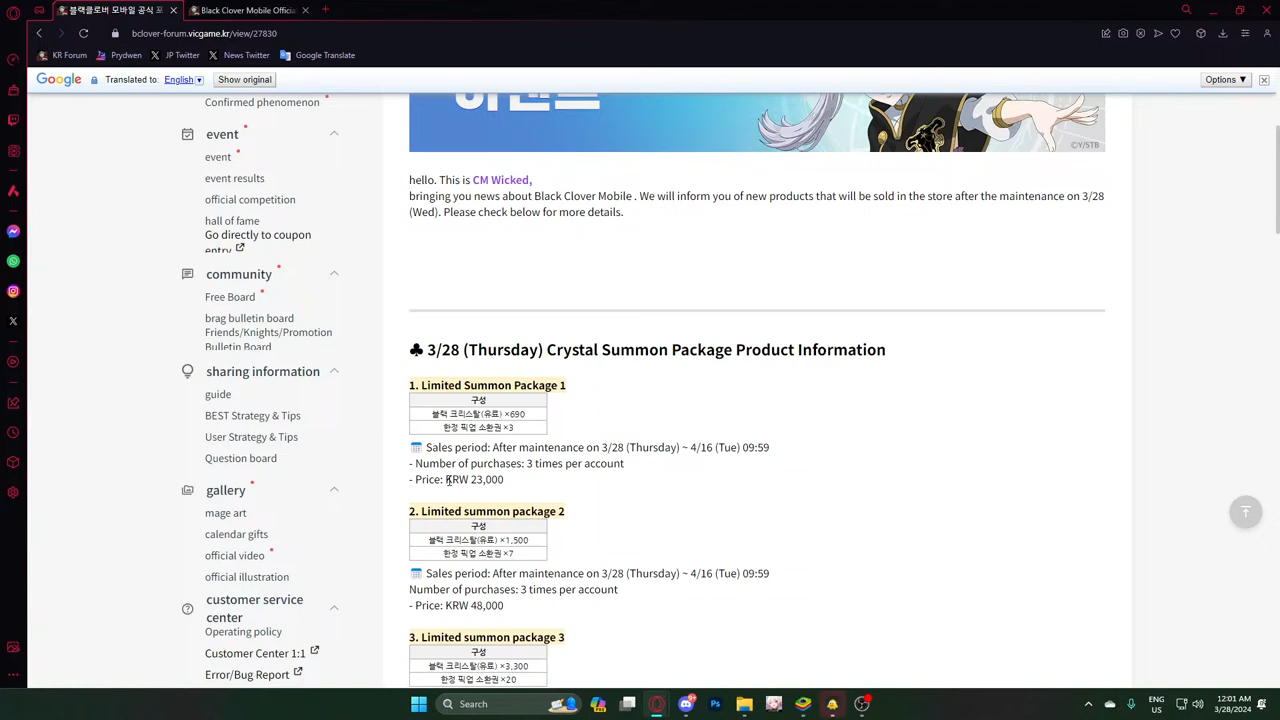 블랙클로버 모바일 공식 포
Black Clover Mobile Officia
bclover-forum.vicgame.kr/view/27830
KR Forum
Prydwen
JP Twitter
News Twitter
Google Translate
Google
Translated to:
English
Show original
Options ▼
Confirmed phenomenon
event
event
event results
official competition
hall of fame
Go directly to coupon
entry
community
Free Board
brag bulletin board
Friends/Knights/Promotion
Bulletin Board
sharing information
guide
BEST Strategy & Tips
User Strategy & Tips
Question board
gallery
mage art
calendar gifts
official video
official illustration
customer service
center
Operating policy
Customer Center 1:1
Error/Bug Report
©Y/STB
hello. This is CM Wicked,
bringing you news about Black Clover Mobile . We will inform you of new products that will be sold in the store after the maintenance on 3/28
(Wed). Please check below for more details.
♣ 3/28 (Thursday) Crystal Summon Package Product Information
1. Limited Summon Package 1
구성
블랙 크리스탈(유료) ×690
한정 픽업 소환권 ×3
Sales period: After maintenance on 3/28 (Thursday) ~ 4/16 (Tue) 09:59
- Number of purchases: 3 times per account
- Price: KRW 23,000
2. Limited summon package 2
구성
블랙 크리스탈(유료) ×1,500
한정 픽업 소환권 ×7
Sales period: After maintenance on 3/28 (Thursday) ~ 4/16 (Tue) 09:59
Number of purchases: 3 times per account
- Price: KRW 48,000
3. Limited summon package 3
구성
블랙 크리스탈(유료) ×3,300
한정 픽업 소환권 ×20
Search
ENG
US
12:01 AM
3/28/2024